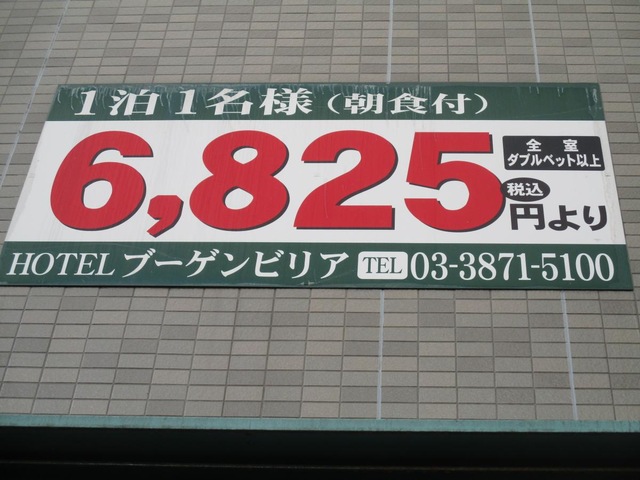 1泊1名様(朝食付)
6,825
全室
ダブルベット以上
税込
円より
HOTEL ブーゲンビリア TEL 03-3871-5100